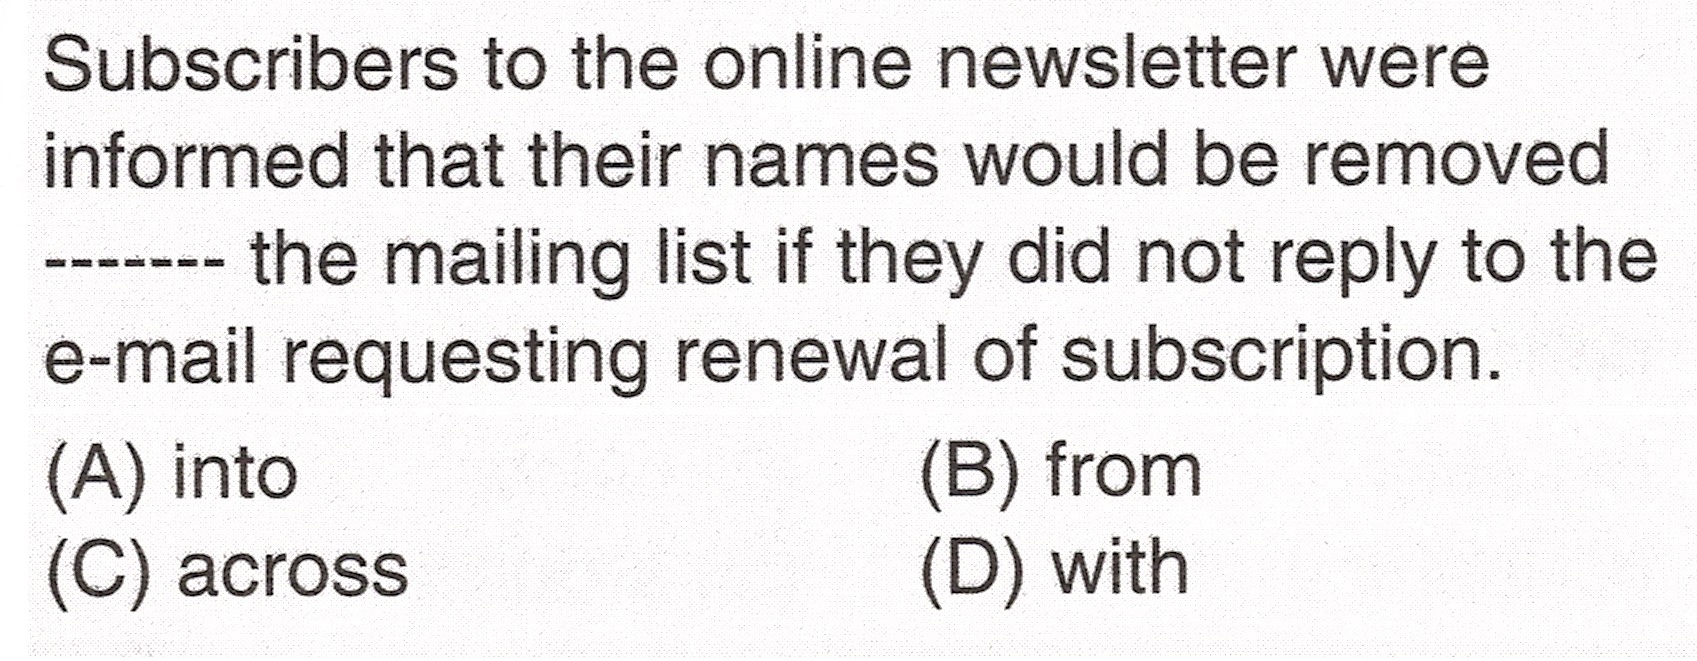 Subscribers to the online newsletter were
informed that their names would be removed
------- the mailing list if they did not reply to the
e-mail requesting renewal of subscription.
(A) into (B) from
(C) across (D) with